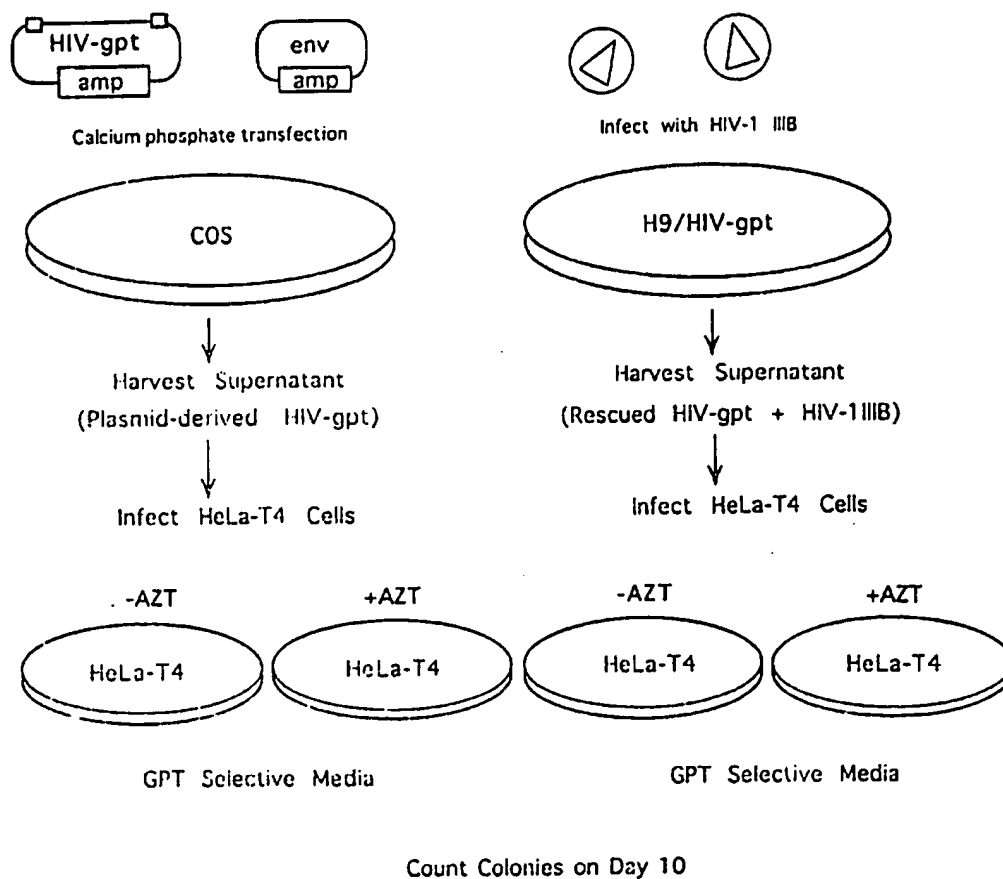 HIV-gpt
amp
env
amp
Calcium phosphate transfection
Infect with HIV-1 IIIB
COS
H9/HIV-gpt
Harvest Supernatant
(Plasmid-derived HIV-gpt)
Harvest Supernatant
(Rescued HIV-gpt + HIV-1IIIB)
Infect HeLa-T4 Cells
Infect HeLa-T4 Cells
-AZT
+AZT
-AZT
+AZT
HeLa-T4
HeLa-T4
HeLa-T4
HeLa-T4
GPT Selective Media
GPT Selective Media
Count Colonies on Day 10